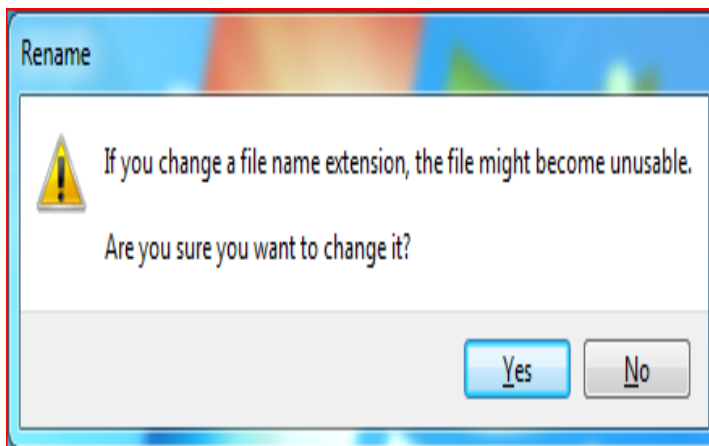 Rename
If you change a file name extension, the file might become unusable.
Are you sure you want to change it?
Yes
No